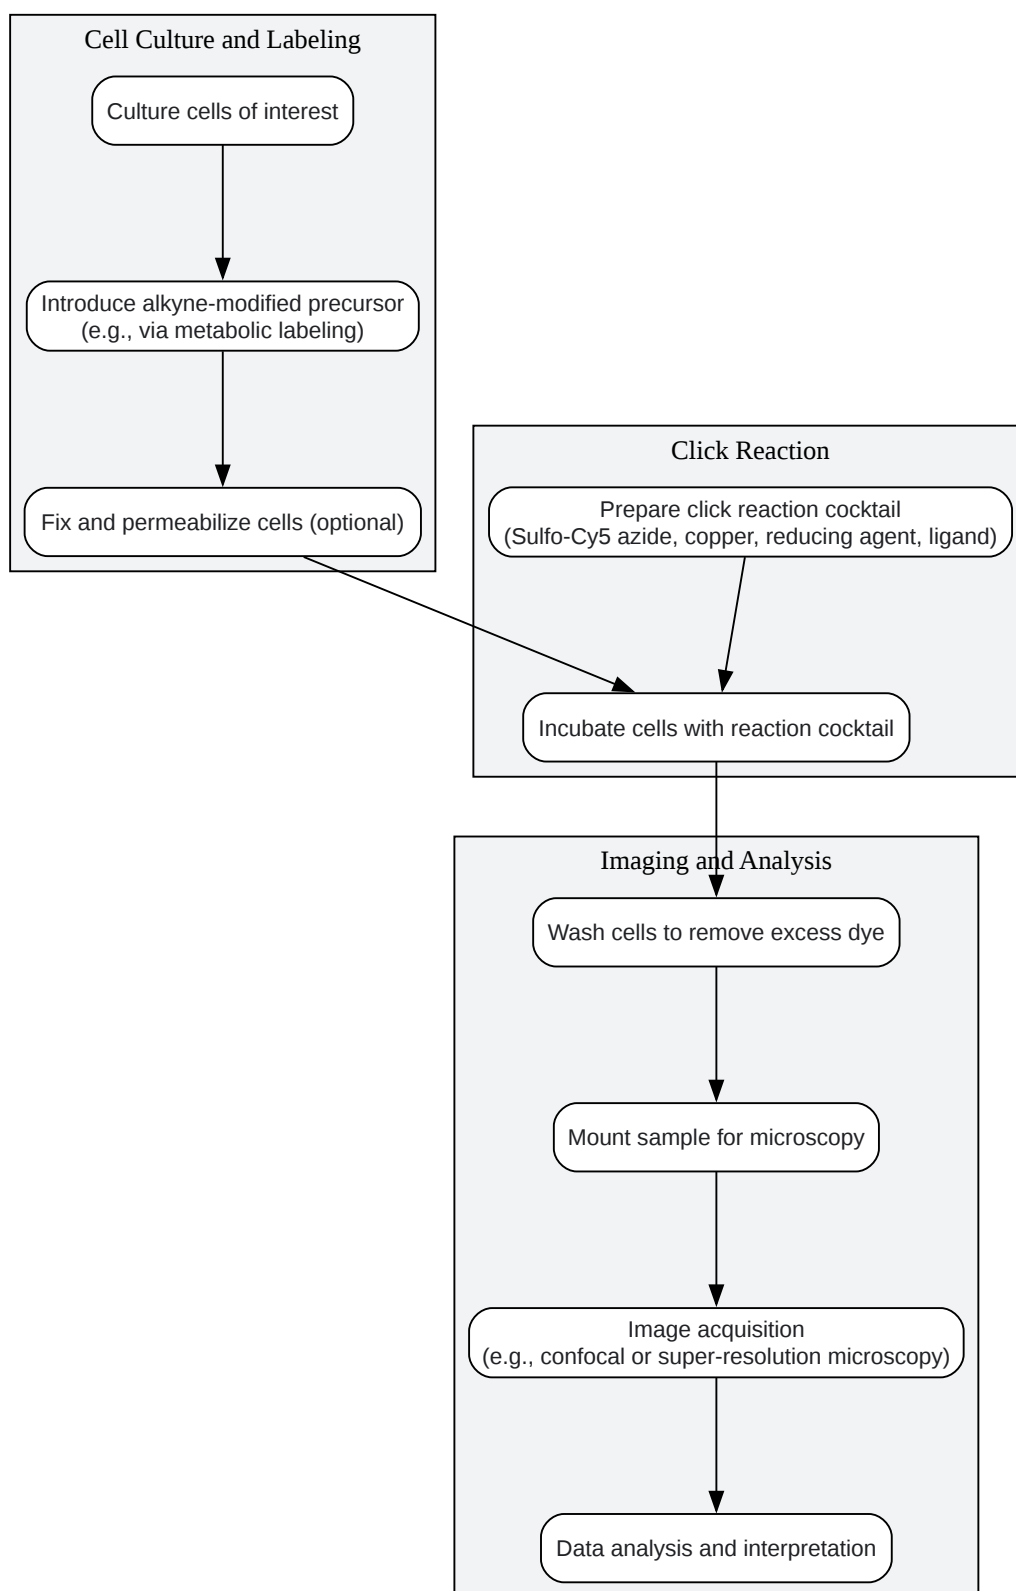 Cell Culture and Labeling
Culture cells of interest
Introduce alkyne-modified precursor
(e.g., via metabolic labeling)
Fix and permeabilize cells (optional)
Click Reaction
Prepare click reaction cocktail
(Sulfo-Cy5 azide, copper, reducing agent, ligand)
Incubate cells with reaction cocktail
Imaging and Analysis
Wash cells to remove excess dye
Mount sample for microscopy
Image acquisition
(e.g., confocal or super-resolution microscopy)
Data analysis and interpretation